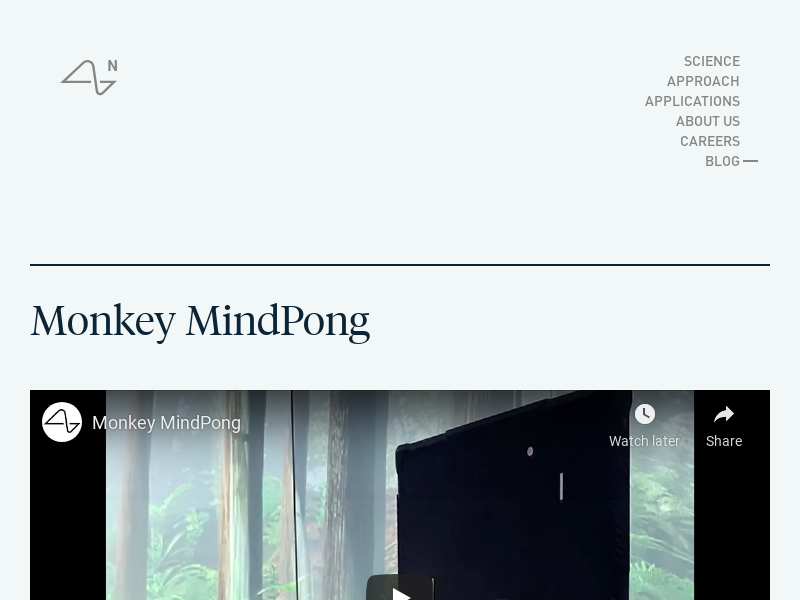 N
SCIENCE
APPROACH
APPLICATIONS
ABOUT US
CAREERS
BLOG
Monkey MindPong
Monkey MindPong
Watch later
Share